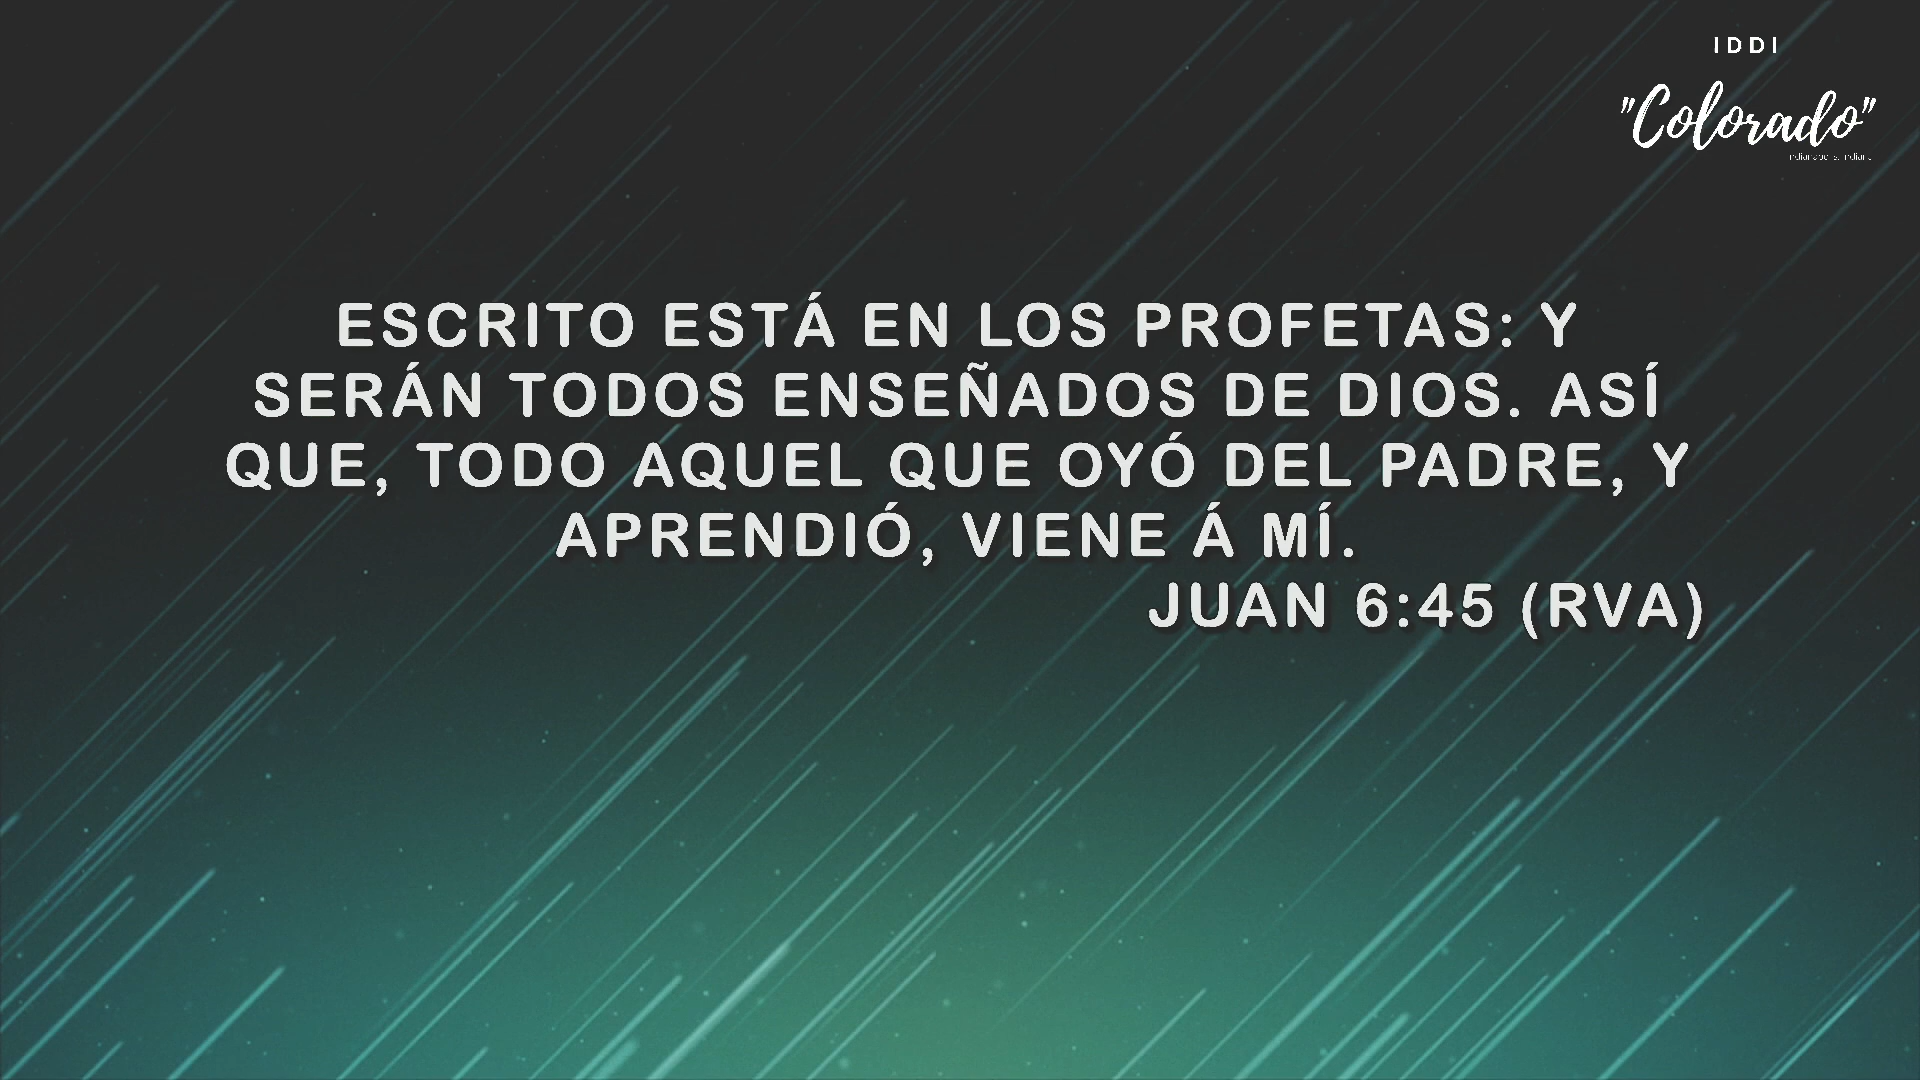 IDDI
"Colorado"
ESCRITO ESTÁ EN LOS PROFETAS: Y
SERÁN TODOS ENSEÑADOS DE DIOS. ASÍ
QUE, TODO AQUEL QUE OYÓ DEL PADRE, Y
APRENDIÓ, VIENE Á MÍ.
JUAN 6:45 (RVA)